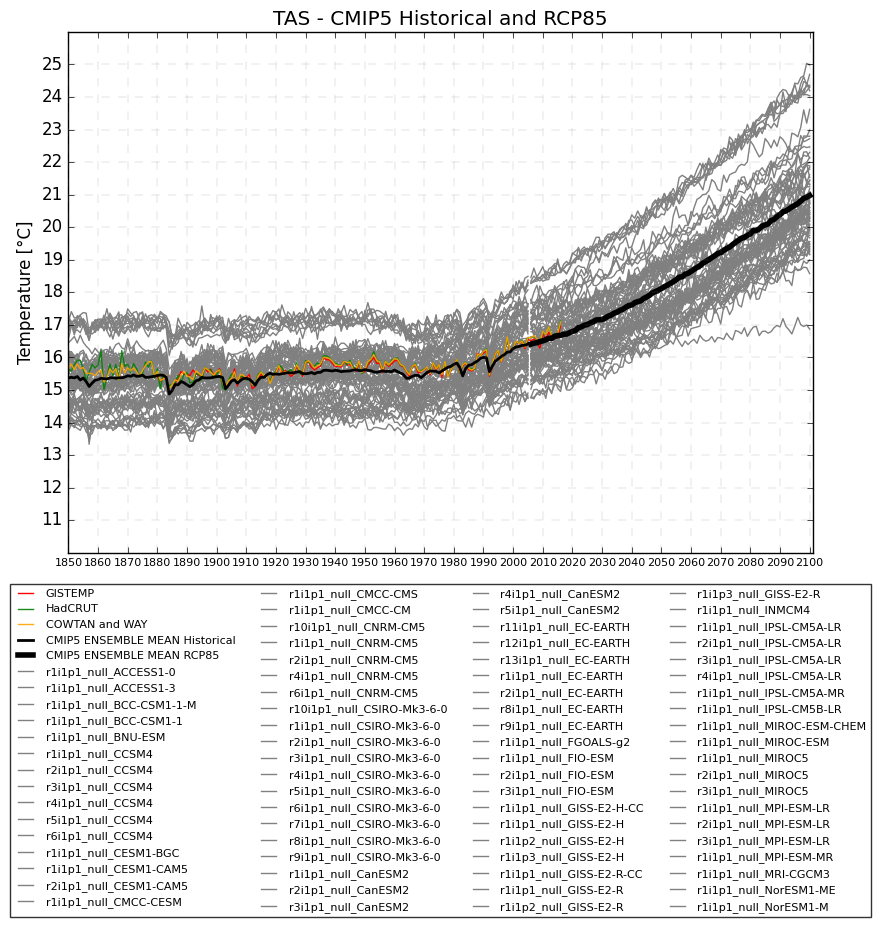 TAS - CMIP5 Historical and RCP85
Temperature [°C]
25
24
23
22
21
20
19
18
17
16
15
14
13
12
11
1850 1860 1870 1880 1890 1900 1910 1920 1930 1940 1950 1960 1970 1980 1990 2000 2010 2020 2030 2040 2050 2060 2070 2080 2090 2100
GISTEMP
HadCRUT
COWTAN and WAY
CMIP5 ENSEMBLE MEAN Historical
CMIP5 ENSEMBLE MEAN RCP85
r1i1p1_null_ACCESS1-0
r1i1p1_null_ACCESS1-3
r1i1p1_null_BCC-CSM1-1-M
r1i1p1_null_BCC-CSM1-1
r1i1p1_null_BNU-ESM
r1i1p1_null_CCSM4
r2i1p1_null_CCSM4
r3i1p1_null_CCSM4
r4i1p1_null_CCSM4
r5i1p1_null_CCSM4
r6i1p1_null_CCSM4
r1i1p1_null_CESM1-BGC
r1i1p1_null_CESM1-CAM5
r2i1p1_null_CESM1-CAM5
r1i1p1_null_CMCC-CESM
r1i1p1_null_CMCC-CMS
r1i1p1_null_CMCC-CM
r10i1p1_null_CNRM-CM5
r1i1p1_null_CNRM-CM5
r2i1p1_null_CNRM-CM5
r4i1p1_null_CNRM-CM5
r6i1p1_null_CNRM-CM5
r10i1p1_null_CSIRO-Mk3-6-0
r1i1p1_null_CSIRO-Mk3-6-0
r2i1p1_null_CSIRO-Mk3-6-0
r3i1p1_null_CSIRO-Mk3-6-0
r4i1p1_null_CSIRO-Mk3-6-0
r5i1p1_null_CSIRO-Mk3-6-0
r6i1p1_null_CSIRO-Mk3-6-0
r7i1p1_null_CSIRO-Mk3-6-0
r8i1p1_null_CSIRO-Mk3-6-0
r9i1p1_null_CSIRO-Mk3-6-0
r1i1p1_null_CanESM2
r2i1p1_null_CanESM2
r3i1p1_null_CanESM2
r4i1p1_null_CanESM2
r5i1p1_null_CanESM2
r11i1p1_null_EC-EARTH
r12i1p1_null_EC-EARTH
r13i1p1_null_EC-EARTH
r1i1p1_null_EC-EARTH
r2i1p1_null_EC-EARTH
r8i1p1_null_EC-EARTH
r9i1p1_null_EC-EARTH
r1i1p1_null_FGOALS-g2
r1i1p1_null_FIO-ESM
r2i1p1_null_FIO-ESM
r3i1p1_null_FIO-ESM
r1i1p1_null_GISS-E2-H-CC
r1i1p1_null_GISS-E2-H
r1i1p2_null_GISS-E2-H
r1i1p3_null_GISS-E2-H
r1i1p1_null_GISS-E2-R-CC
r1i1p1_null_GISS-E2-R
r1i1p2_null_GISS-E2-R
r1i1p3_null_GISS-E2-R
r1i1p1_null_INMCM4
r1i1p1_null_IPSL-CM5A-LR
r2i1p1_null_IPSL-CM5A-LR
r3i1p1_null_IPSL-CM5A-LR
r4i1p1_null_IPSL-CM5A-LR
r1i1p1_null_IPSL-CM5A-MR
r1i1p1_null_IPSL-CM5B-LR
r1i1p1_null_MIROC-ESM-CHEM
r1i1p1_null_MIROC-ESM
r1i1p1_null_MIROC5
r2i1p1_null_MIROC5
r3i1p1_null_MIROC5
r1i1p1_null_MPI-ESM-LR
r2i1p1_null_MPI-ESM-LR
r3i1p1_null_MPI-ESM-LR
r1i1p1_null_MPI-ESM-MR
r1i1p1_null_MRI-CGCM3
r1i1p1_null_NorESM1-ME
r1i1p1_null_NorESM1-M